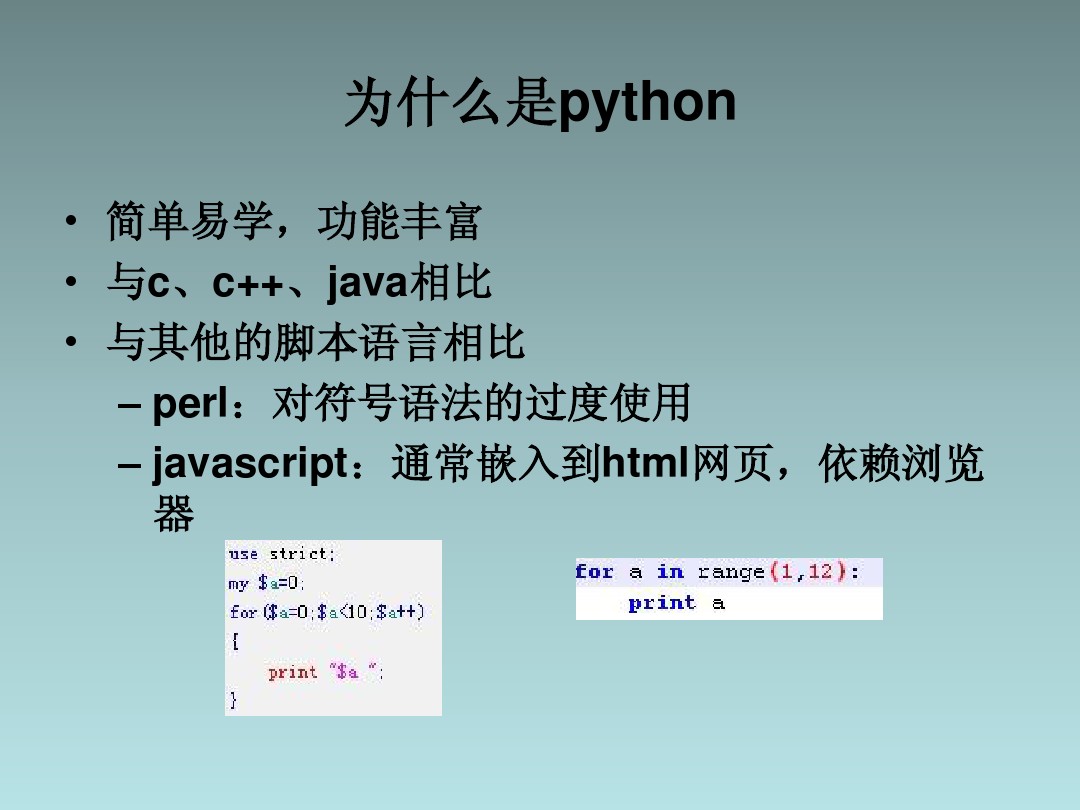 为什么是python
• 简单易学，功能丰富
• 与c、c++、java相比
• 与其他的脚本语言相比
– perl：对符号语法的过度使用
– javascript：通常嵌入到html网页，依赖浏览
器
use strict;
my $a=0;
for($a=0;$a<10;$a++)
{
print "$a ";
}
for a in range(1,12):
print a